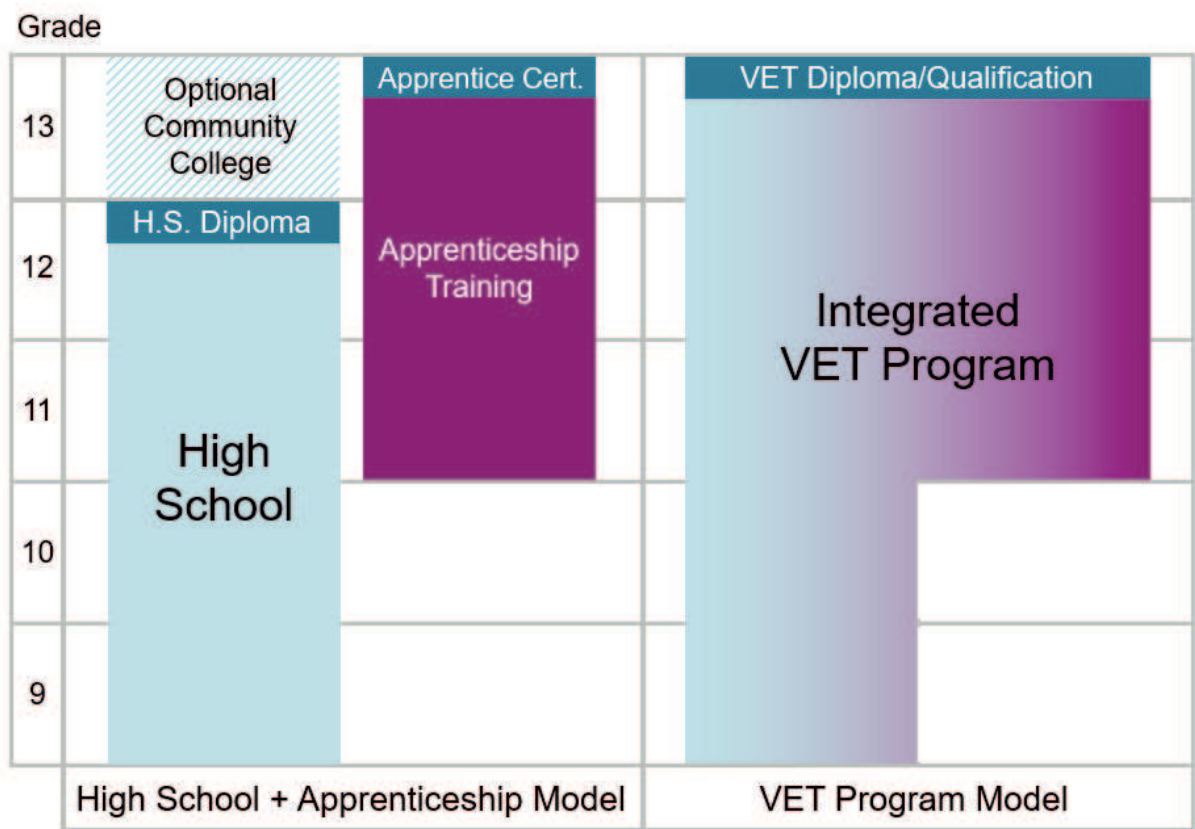 Grade
13
Optional
Community
College
Apprentice Cert.
VET Diploma/Qualification
12
H.S. Diploma
Apprenticeship
Training
Integrated
VET Program
11
High
School
10
9
High School + Apprenticeship Model
VET Program Model